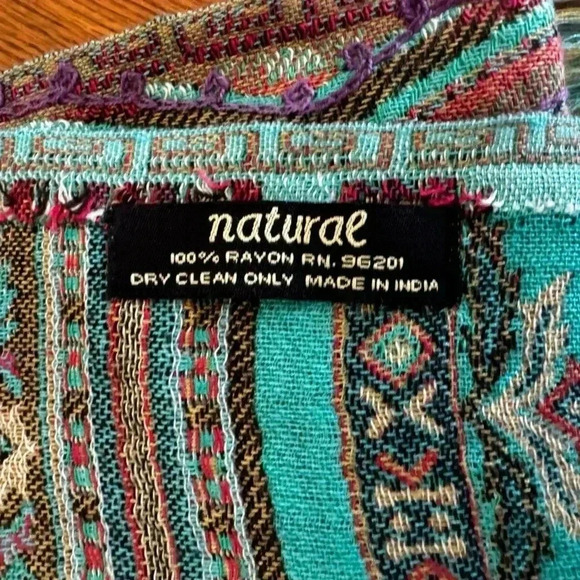 natural
100% RAYON RN. 96201
DRY CLEAN ONLY MADE IN INDIA